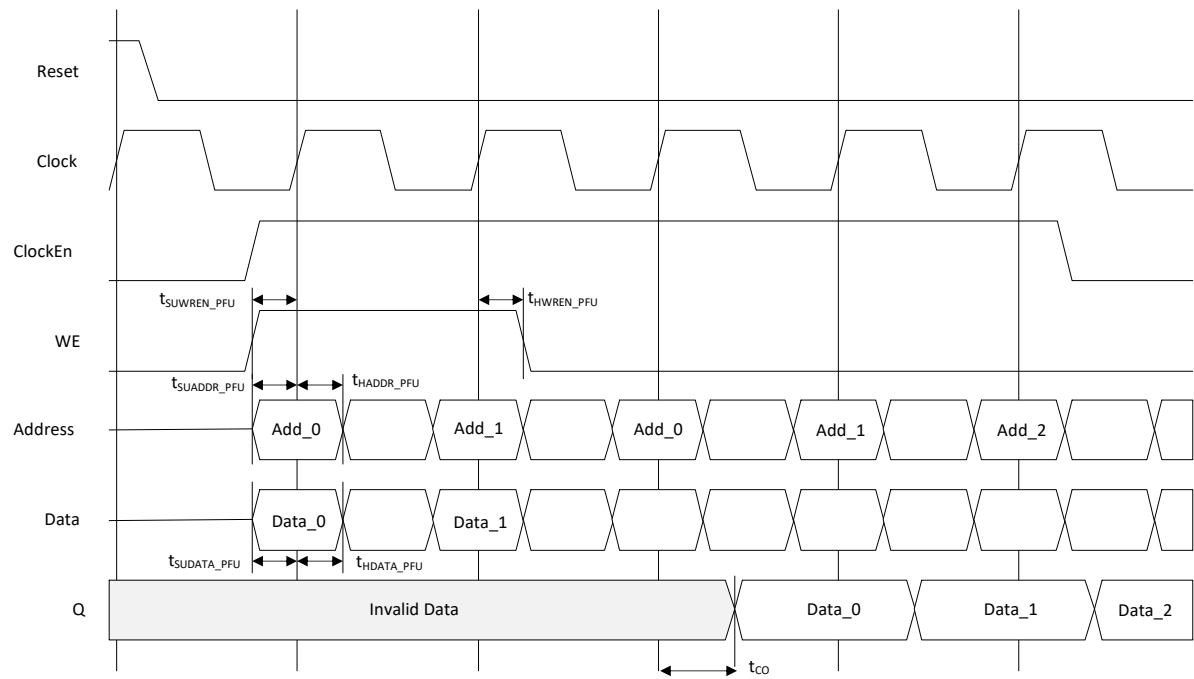 Reset
Clock
ClockEn
tSUWREN_PFU
tHWREN_PFU
WE
tSUADDR_PFU
tHADDR_PFU
Address
Add_0
Add_1
Add_0
Add_1
Add_2
Data
Data_0
Data_1
tSUDATA_PFU
tHDATA_PFU
Q
Invalid Data
Data_0
Data_1
Data_2
tCO